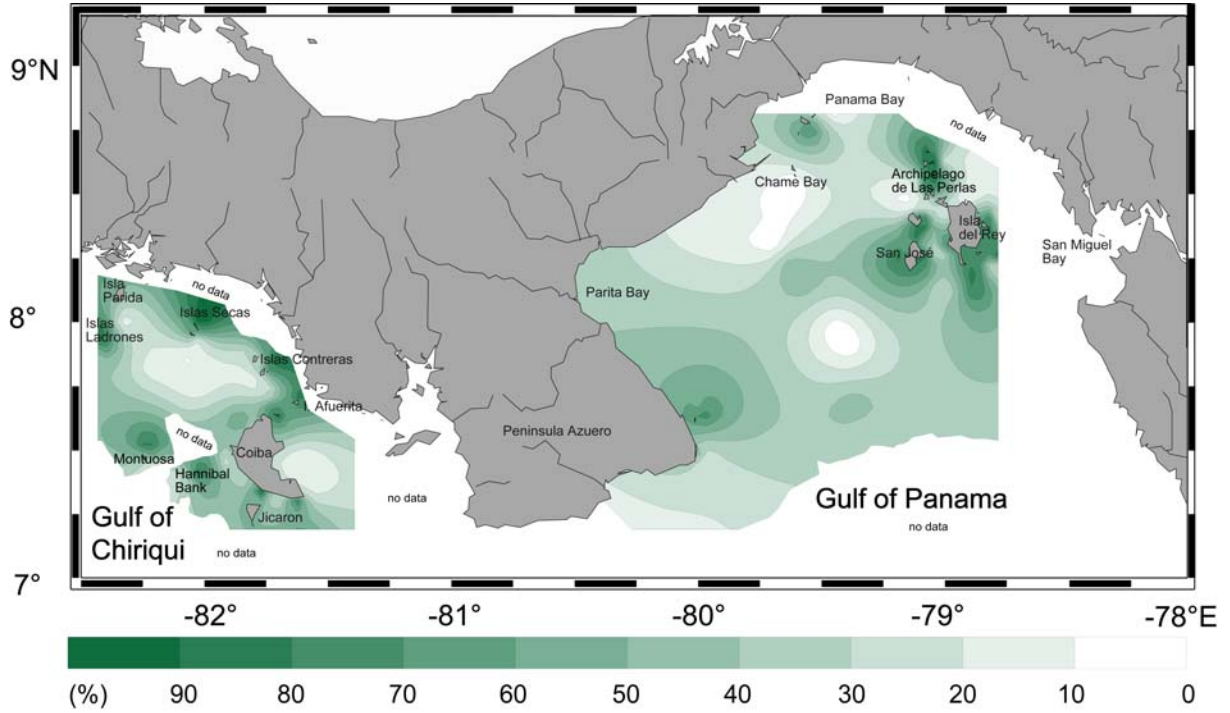 9°N
Panama Bay
no data
Chame Bay
Archipelago
de Las Perlas
Isla
del Rey
San José
San Miguel
Bay
Isla
Parida
no data
Islas Secas
Islas
Ladrones
8°
Parita Bay
Islas Contreras
I. Afuerita
no data
Coiba
Montuosa
Hannibal
Bank
Peninsula Azuero
Jicaron
no data
Gulf of
Chiriqui
no data
Gulf of Panama
no data
7°
-82° -81° -80° -79° -78°E
(%) 90 80 70 60 50 40 30 20 10 0